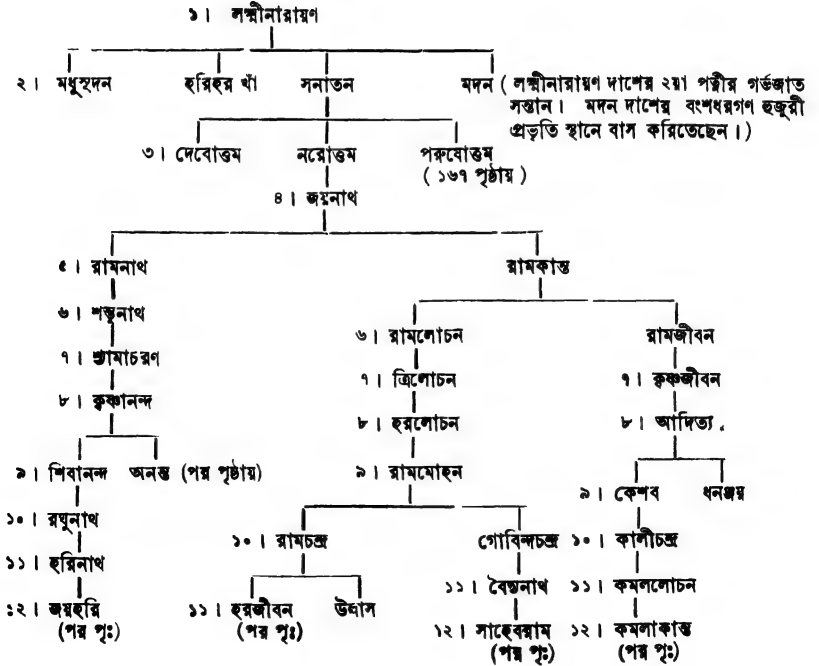 ১। লক্ষ্মীনারায়ণ
২। মধুসূদন হরিহর খাঁ সনাতন মদন ( লক্ষ্মীনারায়ণ দাশের ২য়া পত্নীর গর্ভজাত
সন্তান। মদন দাশের বংশধরগণ হুজুরী
প্রভৃতি স্থানে বাস করিতেছেন।)
৩। দেবোত্তম নরোত্তম পরুষোত্তম
( ১৬৭ পৃষ্ঠায় )
৪। জয়নাথ
৫। রামনাথ রামকান্ত
৬। শম্ভুনাথ
৬। রামলোচন রামজীবন
৭। শ্যামাচরণ
৭। ত্রিলোচন ৭। কৃষ্ণজীবন
৮। কৃষ্ণানন্দ
৮। হরলোচন ৮। আদিত্য
৯। শিবানন্দ অনন্ত (পর পৃষ্ঠায়) ৯। রামমোহন
৯। কেশব ধনঞ্জয়
১০। রঘুনাথ
১০। রামচন্দ্র গোবিন্দচন্দ্র ১০। কালীচন্দ্র
১১। হরিনাথ
১১। বৈদ্যনাথ ১১। কমললোচন
১২। জয়হরি ১১। হরজীবন উল্লাস
(পর পৃঃ) (পর পৃঃ)
১২। সাহেবরাম ১২। কমলাকান্ত
(পর পৃঃ) (পর পৃঃ)